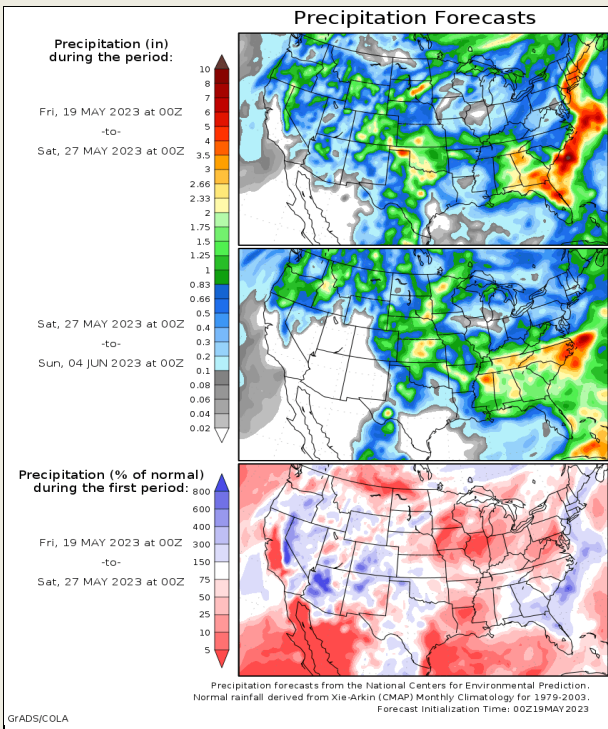 Precipitation Forecasts
Precipitation (in)
during the period:
Fri, 19 MAY 2023 at 00Z
-to-
Sat, 27 MAY 2023 at 00Z
10
8
7
6
5
4
3.5
3
2.66
2.33
2
1.75
1.5
1.25
1
0.83
0.66
0.5
0.4
0.3
0.2
0.1
0.08
0.06
0.04
0.02
Sat, 27 MAY 2023 at 00Z
-to-
Sun, 04 JUN 2023 at 00Z
Precipitation (% of normal)
during the first period:
Fri, 19 MAY 2023 at 00Z
-to-
Sat, 27 MAY 2023 at 00Z
800
600
400
300
150
75
50
25
10
5
Precipitation forecasts from the National Centers for Environmental Prediction.
Normal rainfall derived from Xie-Arkin (CMAP) Monthly Climatology for 1979-2003.
Forecast Initialization Time: 00Z19MAY2023
GrADS/COLA